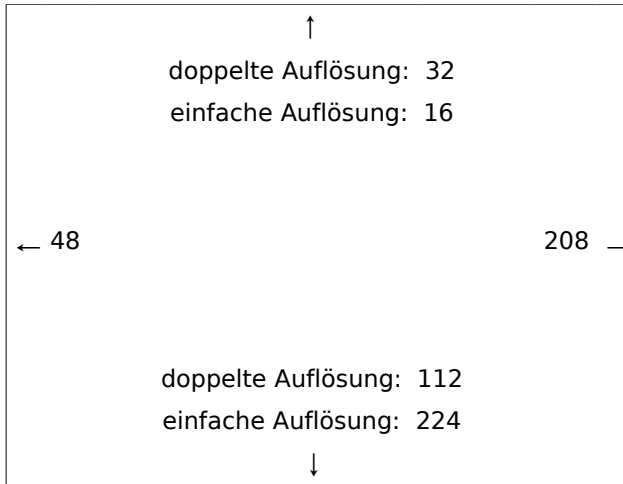 ↑
doppelte Auflösung: 32
einfache Auflösung: 16
← 48 208 —
doppelte Auflösung: 112
einfache Auflösung: 224
↓